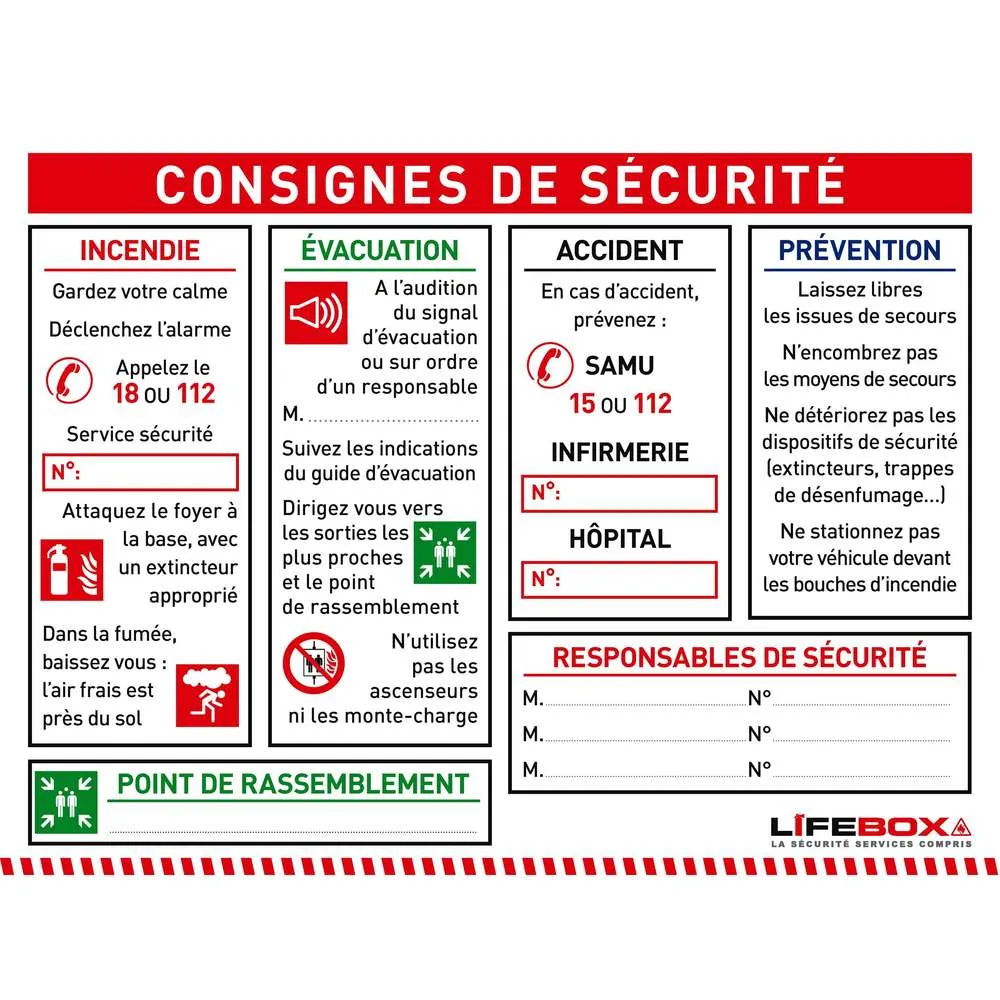 CONSIGNES DE SÉCURITÉ
INCENDIE
Gardez votre calme
Déclenchez l'alarme
Appelez le
18 OU 112
Service sécurité
N°:
Attaquez le foyer à
la base, avec
un extincteur
approprié
Dans la fumée,
baissez vous :
l'air frais est
près du sol
ÉVACUATION
A l'audition
du signal
d'évacuation
ou sur ordre
d'un responsable
M.
Suivez les indications
du guide d'évacuation
Dirigez vous vers
les sorties les
plus proches
et le point
de rassemblement
N'utilisez
pas les
ascenseurs
ni les monte-charge
ACCIDENT
En cas d'accident,
prévenez :
SAMU
15 OU 112
INFIRMERIE
N°:
HÔPITAL
N°:
PRÉVENTION
Laissez libres
les issues de secours
N'encombrez pas
les moyens de secours
Ne détériorez pas les
dispositifs de sécurité
(extincteurs, trappes
de désenfumage...)
Ne stationnez pas
votre véhicule devant
les bouches d'incendie
RESPONSABLES DE SÉCURITÉ
M. N°
M. N°
M. N°
POINT DE RASSEMBLEMENT
LIFEBOX
LA SÉCURITÉ SERVICES COMPRIS